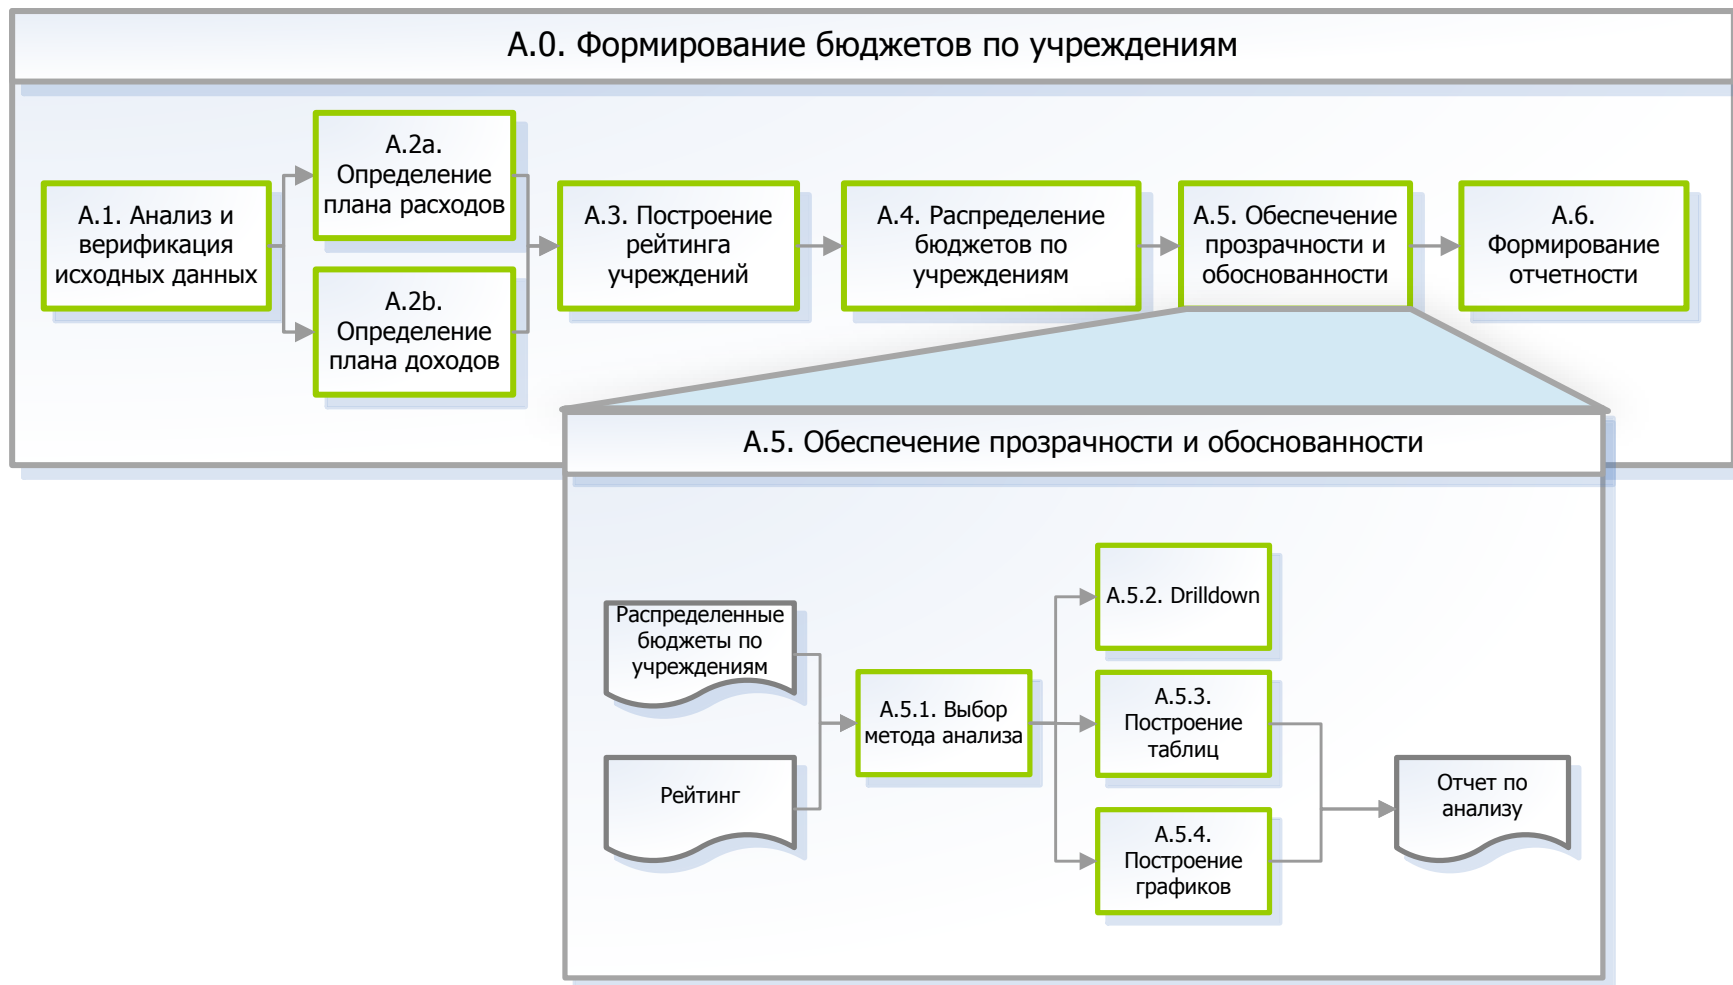 А.0. Формирование бюджетов по учреждениям
А.1. Анализ и
верификация
исходных данных
А.2а.
Определение
плана расходов
А.2b.
Определение
плана доходов
А.3. Построение
рейтинга
учреждений
А.4. Распределение
бюджетов по
учреждениям
А.5. Обеспечение
прозрачности и
обоснованности
А.6.
Формирование
отчетности
А.5. Обеспечение прозрачности и обоснованности
Распределенные
бюджеты по
учреждениям
Рейтинг
А.5.1. Выбор
метода анализа
А.5.2. Drilldown
А.5.3.
Построение
таблиц
А.5.4.
Построение
графиков
Отчет по
анализу